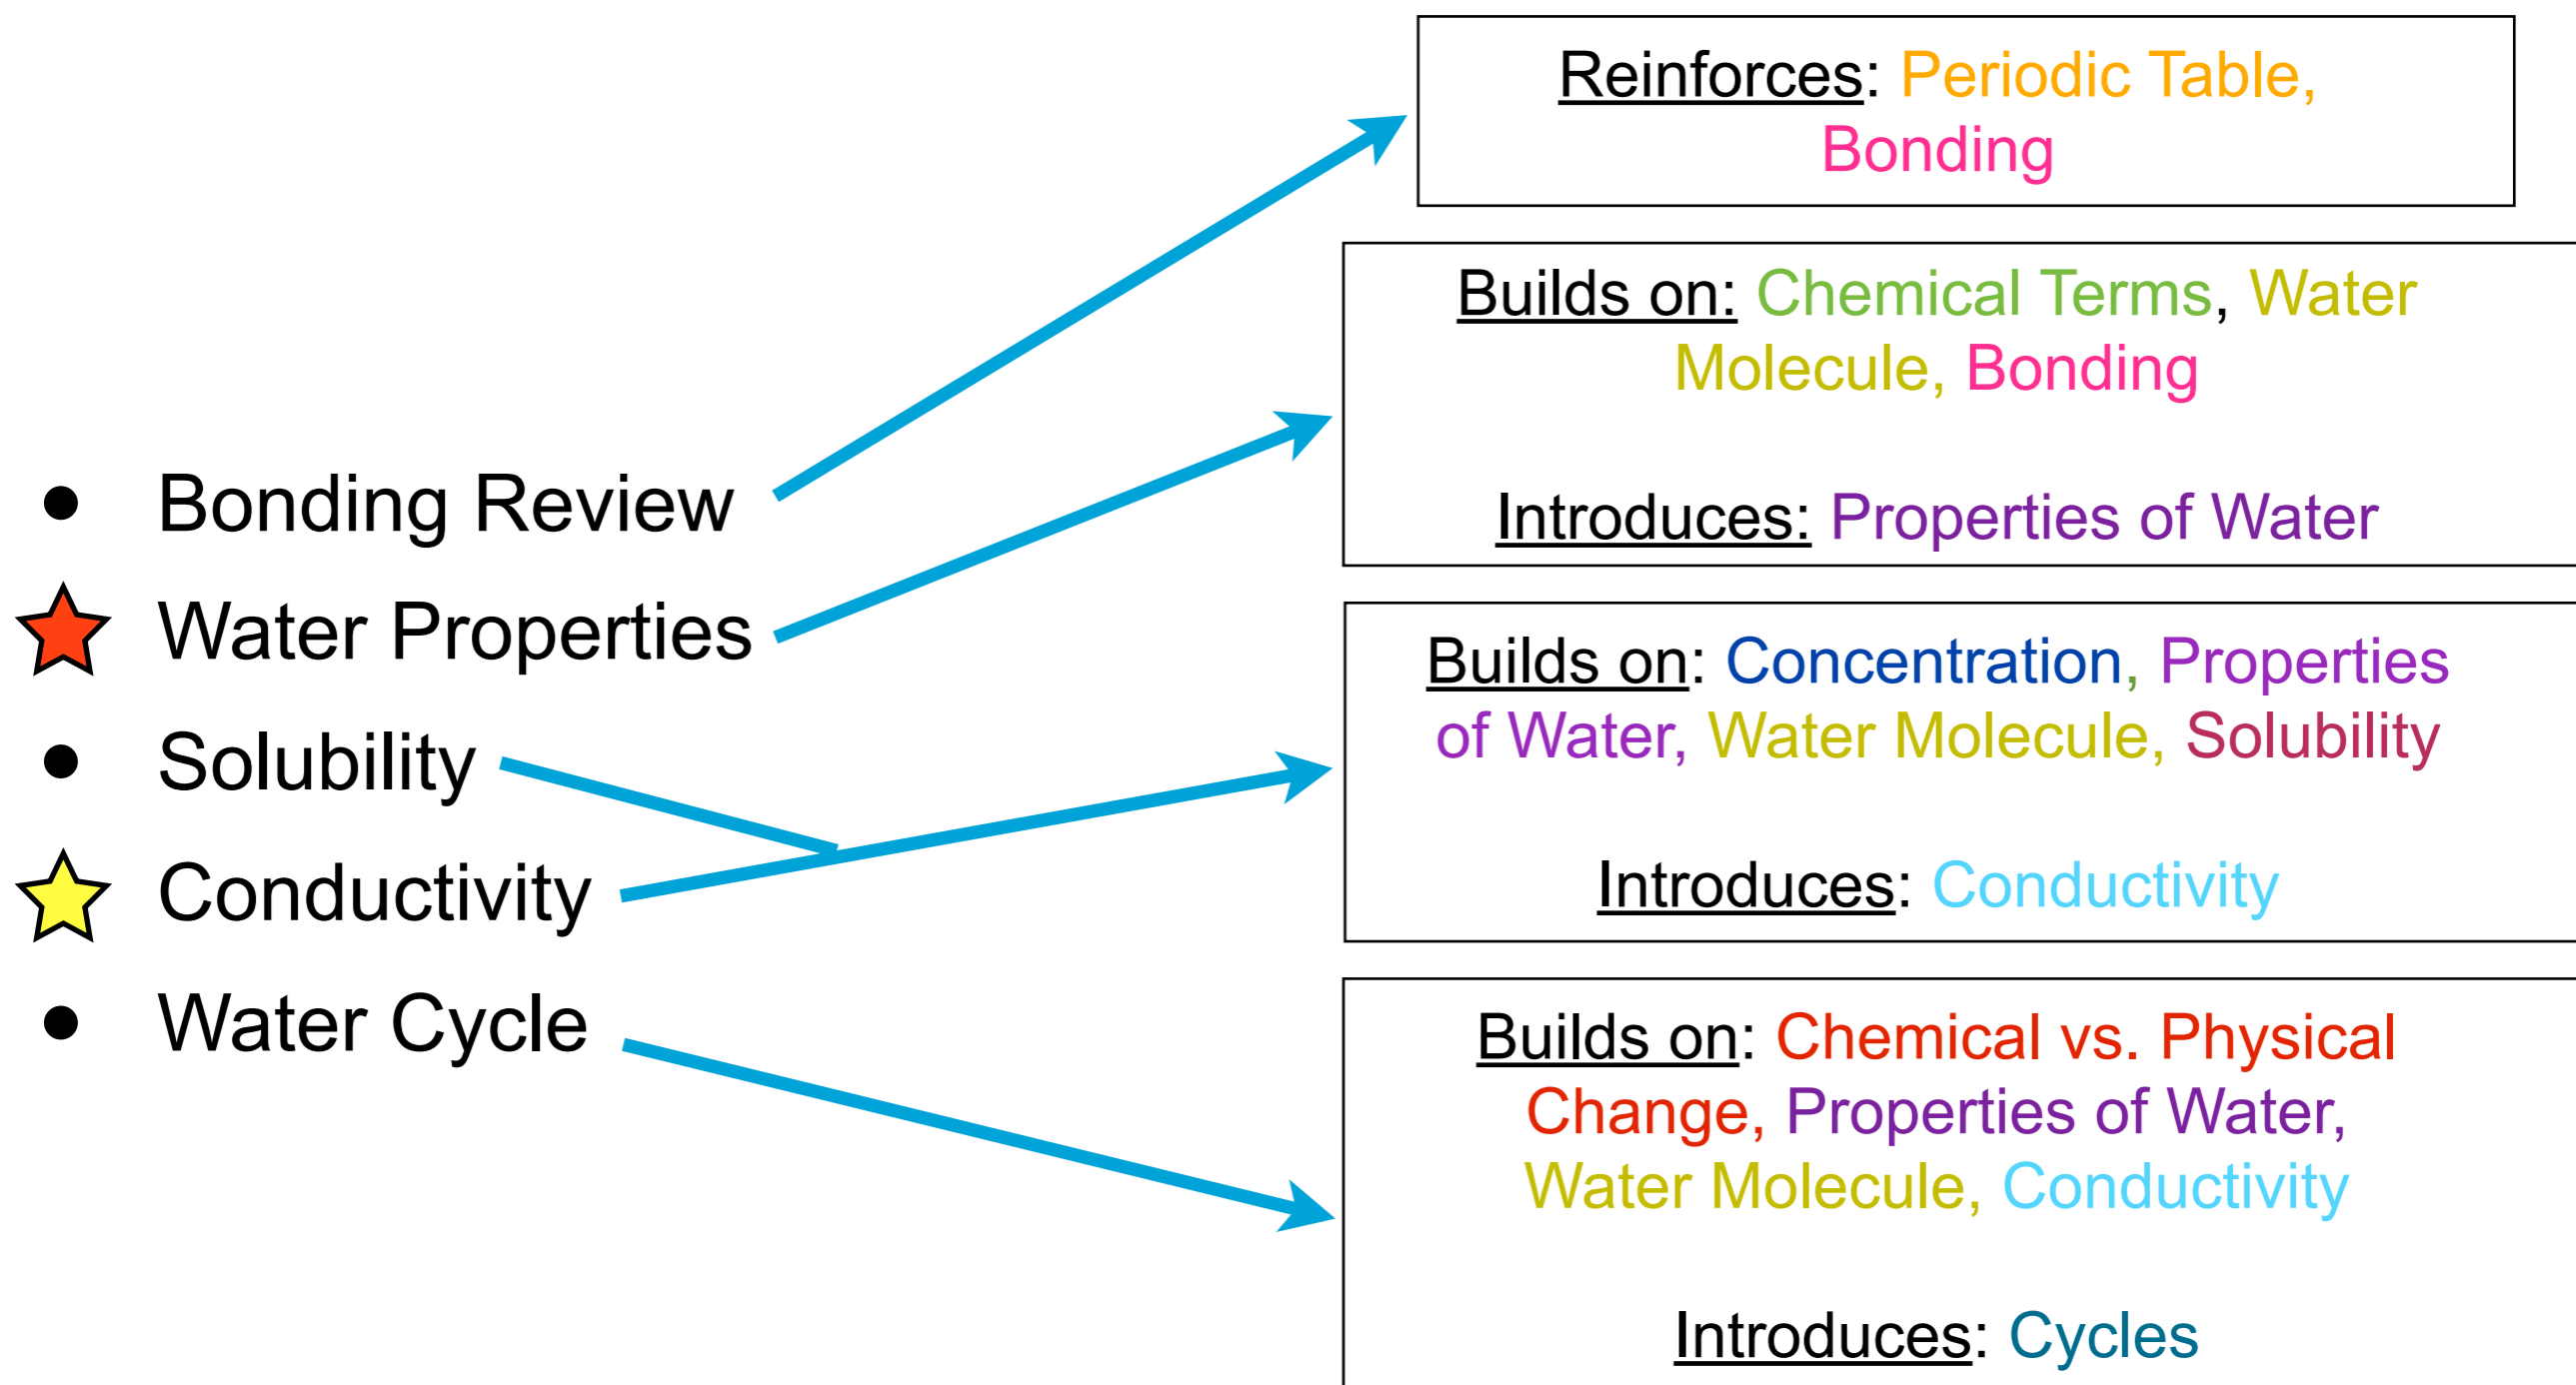 Reinforces: Periodic Table,
Bonding
Builds on: Chemical Terms, Water
Molecule, Bonding
Introduces: Properties of Water
• Bonding Review
Water Properties
• Solubility
Conductivity
• Water Cycle
Builds on: Concentration, Properties
of Water, Water Molecule, Solubility
Introduces: Conductivity
Builds on: Chemical vs. Physical
Change, Properties of Water,
Water Molecule, Conductivity
Introduces: Cycles